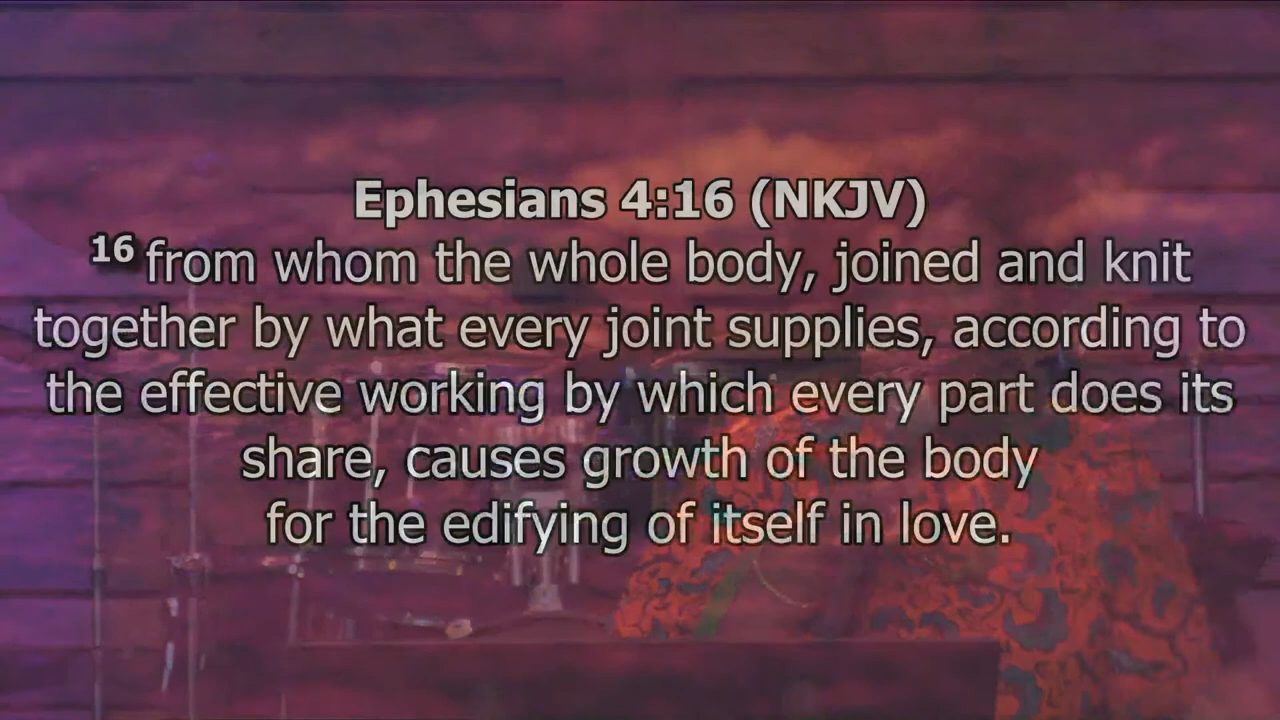 Ephesians 4:16 (NKJV)
16 from whom the whole body, joined and knit
together by what every joint supplies, according to
the effective working by which every part does its
share, causes growth of the body
for the edifying of itself in love.